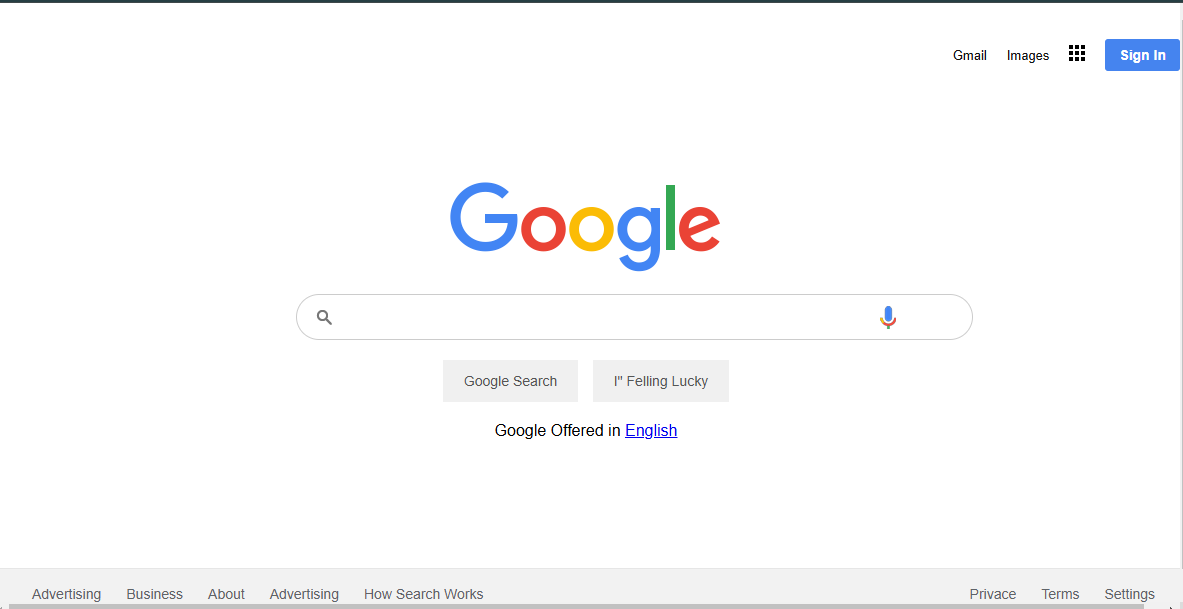 Gmail Images Sign In
Google
Google Search I" Felling Lucky
Google Offered in English
Advertising Business About Advertising How Search Works Privace Terms Settings